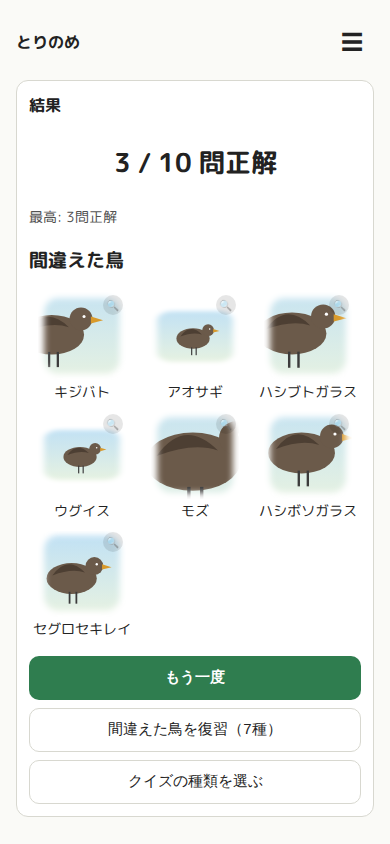 とりのめ
結果
3 / 10 問正解
最高: 3問正解
間違えた鳥
キジバト
アオサギ
ハシブトガラス
ウグイス
モズ
ハシボソガラス
セグロセキレイ
もう一度
間違えた鳥を復習（7種）
クイズの種類を選ぶ